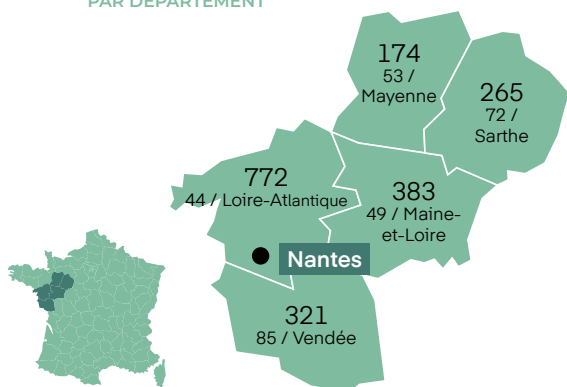 PAR DÉPARTEMENT
174
53 /
Mayenne
265
72 /
Sarthe
772
44 / Loire-Atlantique
383
49 / Maine-
et-Loire
Nantes
321
85 / Vendée